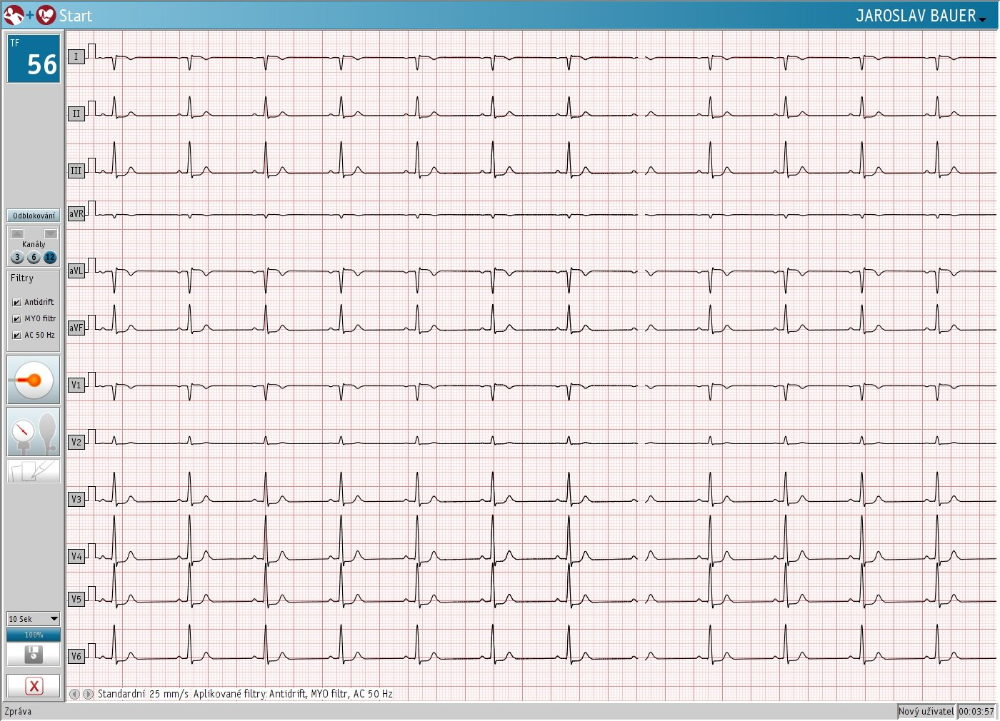 Start
JAROSLAV BAUER
TF
56
Odblokování
Kanály
3 6 12
Filtry
Antidrift
MYO filtr
AC 50 Hz
10 Sek
100%
I
II
III
aVR
aVL
aVF
V1
V2
V3
V4
V5
V6
Standardní 25 mm/s Aplikované filtry: Antidrift, MYO filtr, AC 50 Hz
Zpráva
Nový uživatel
00:03:57